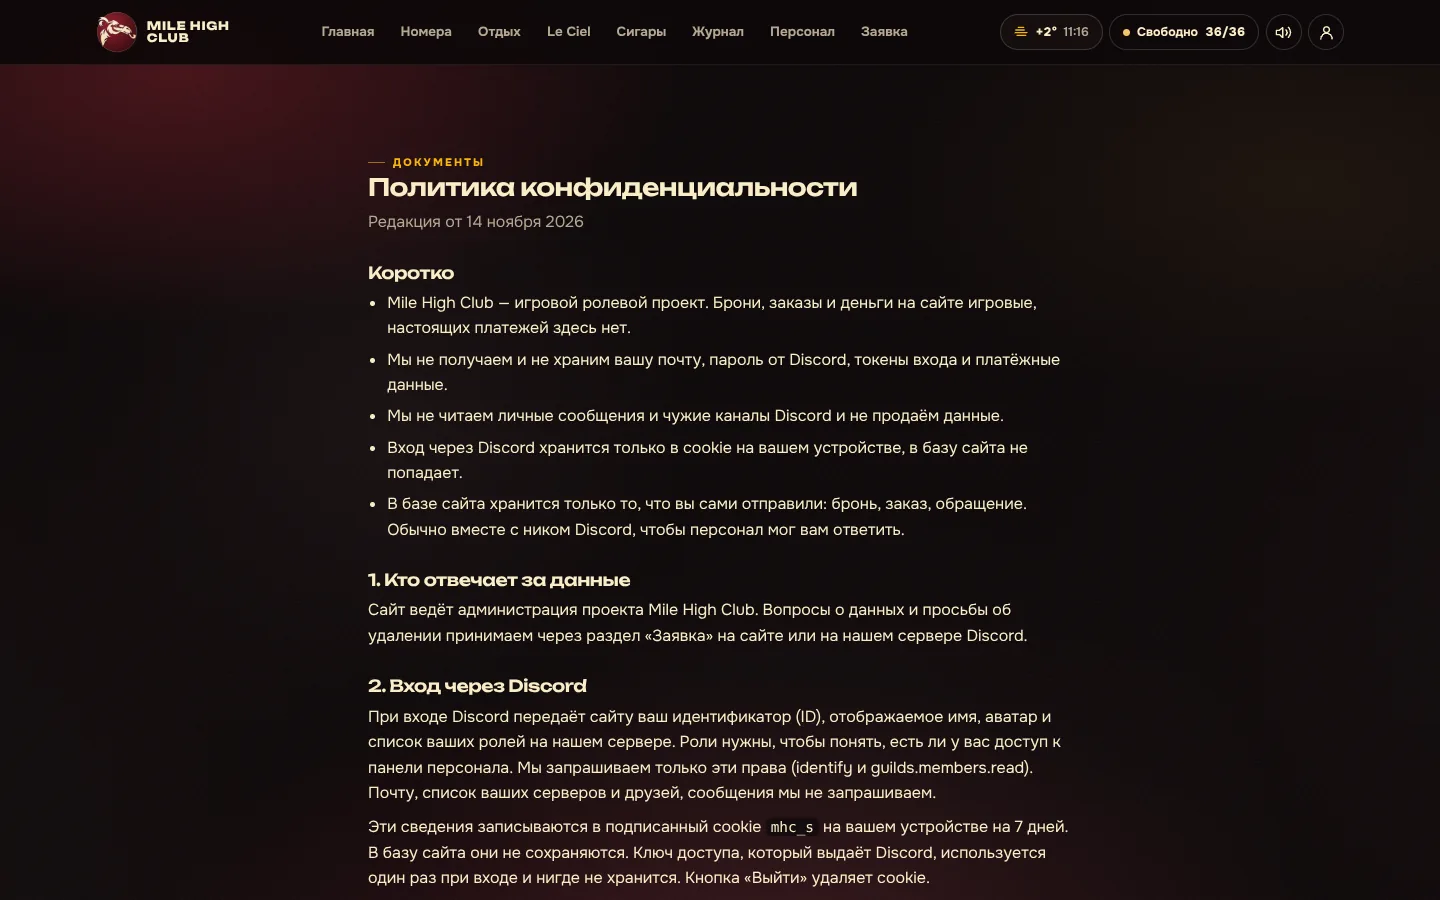 MILE HIGH
CLUB
Главная
Номера
Отдых
Le Ciel
Сигары
Журнал
Персонал
Заявка
+2° 11:16
Свободно 36/36
ДОКУМЕНТЫ
Политика конфиденциальности
Редакция от 14 ноября 2026
Коротко
• Mile High Club — игровой ролевой проект. Брони, заказы и деньги на сайте игровые,
настоящих платежей здесь нет.
• Мы не получаем и не храним вашу почту, пароль от Discord, токены входа и платёжные
данные.
• Мы не читаем личные сообщения и чужие каналы Discord и не продаём данные.
• Вход через Discord хранится только в cookie на вашем устройстве, в базу сайта не
попадает.
• В базе сайта хранится только то, что вы сами отправили: бронь, заказ, обращение.
Обычно вместе с ником Discord, чтобы персонал мог вам ответить.
1. Кто отвечает за данные
Сайт ведёт администрация проекта Mile High Club. Вопросы о данных и просьбы об
удалении принимаем через раздел «Заявка» на сайте или на нашем сервере Discord.
2. Вход через Discord
При входе Discord передаёт сайту ваш идентификатор (ID), отображаемое имя, аватар и
список ваших ролей на нашем сервере. Роли нужны, чтобы понять, есть ли у вас доступ к
панели персонала. Мы запрашиваем только эти права (identify и guilds.members.read).
Почту, список ваших серверов и друзей, сообщения мы не запрашиваем.
Эти сведения записываются в подписанный cookie mhc_s на вашем устройстве на 7 дней.
В базу сайта они не сохраняются. Ключ доступа, который выдаёт Discord, используется
один раз при входе и нигде не хранится. Кнопка «Выйти» удаляет cookie.